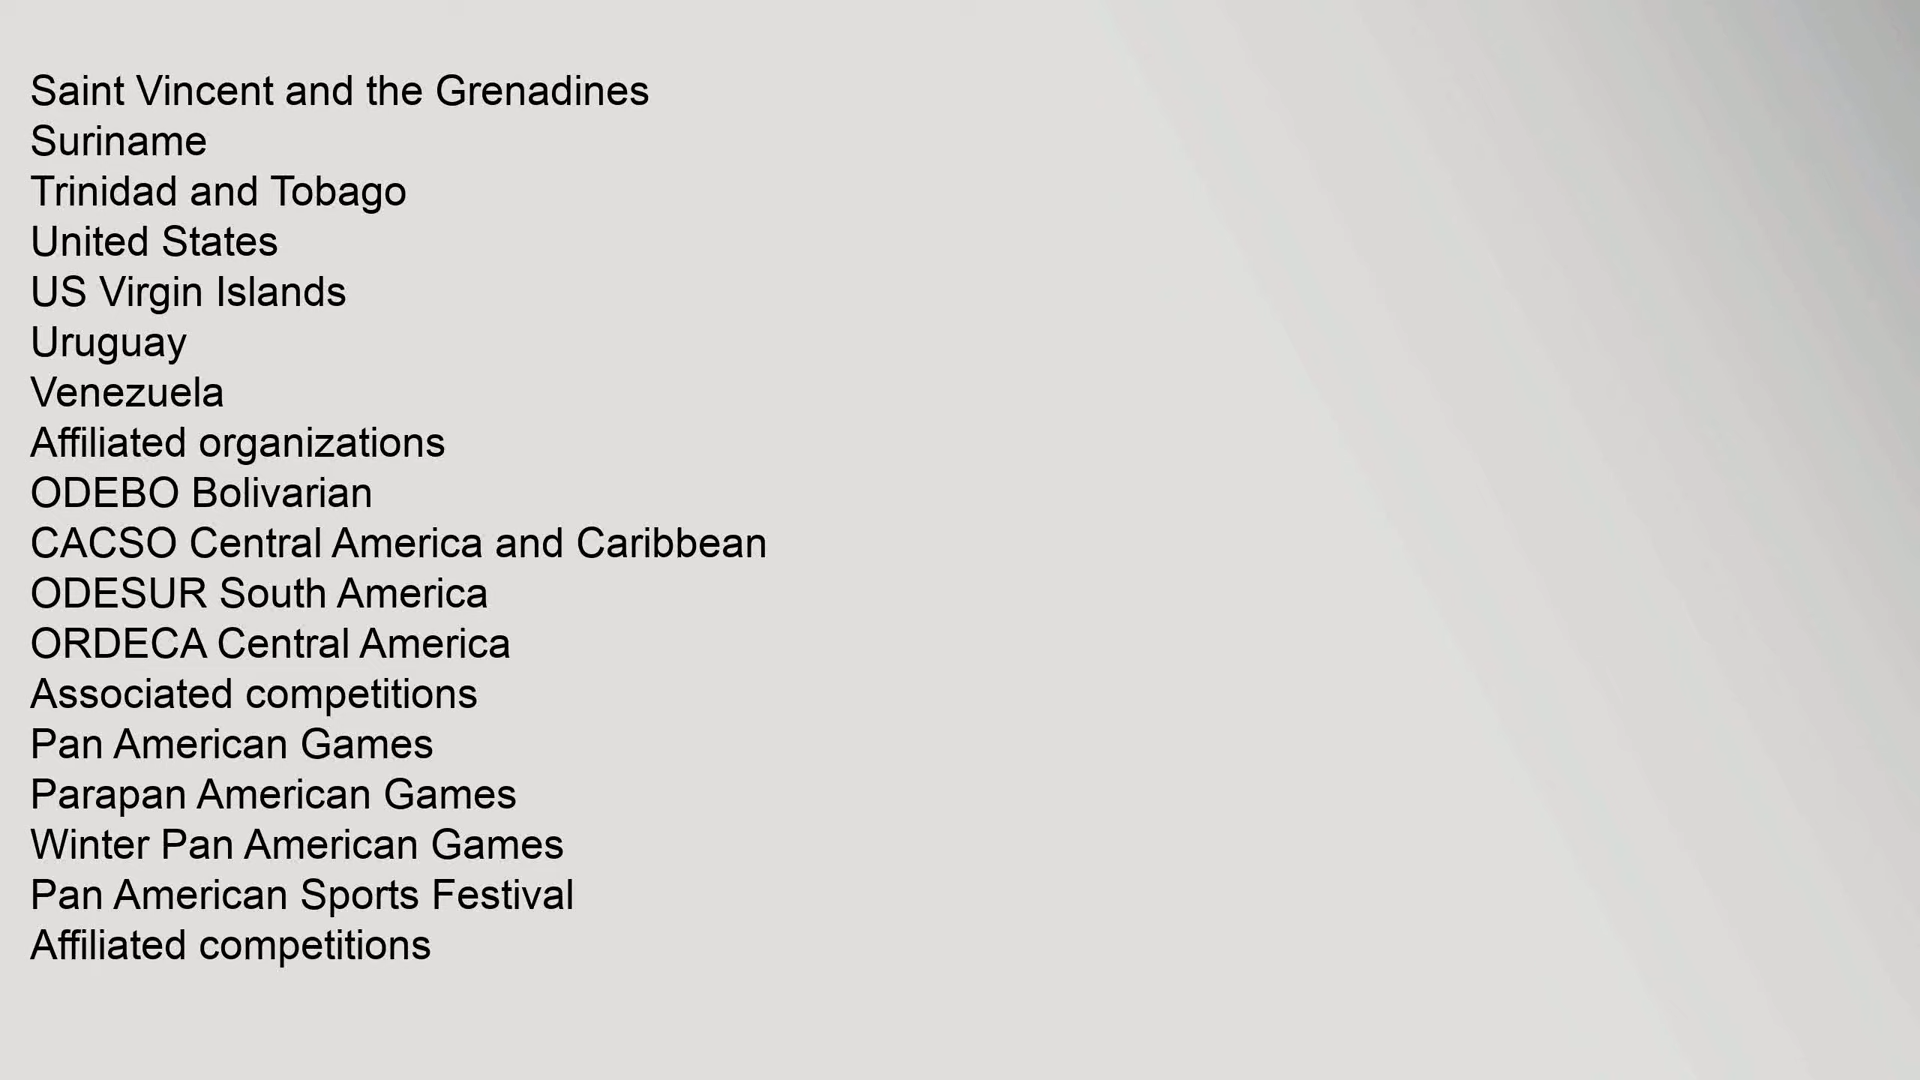 Saint Vincent and the Grenadines
Suriname
Trinidad and Tobago
United States
US Virgin Islands
Uruguay
Venezuela
Affiliated organizations
ODEBO Bolivarian
CACSO Central America and Caribbean
ODESUR South America
ORDECA Central America
Associated competitions
Pan American Games
Parapan American Games
Winter Pan American Games
Pan American Sports Festival
Affiliated competitions